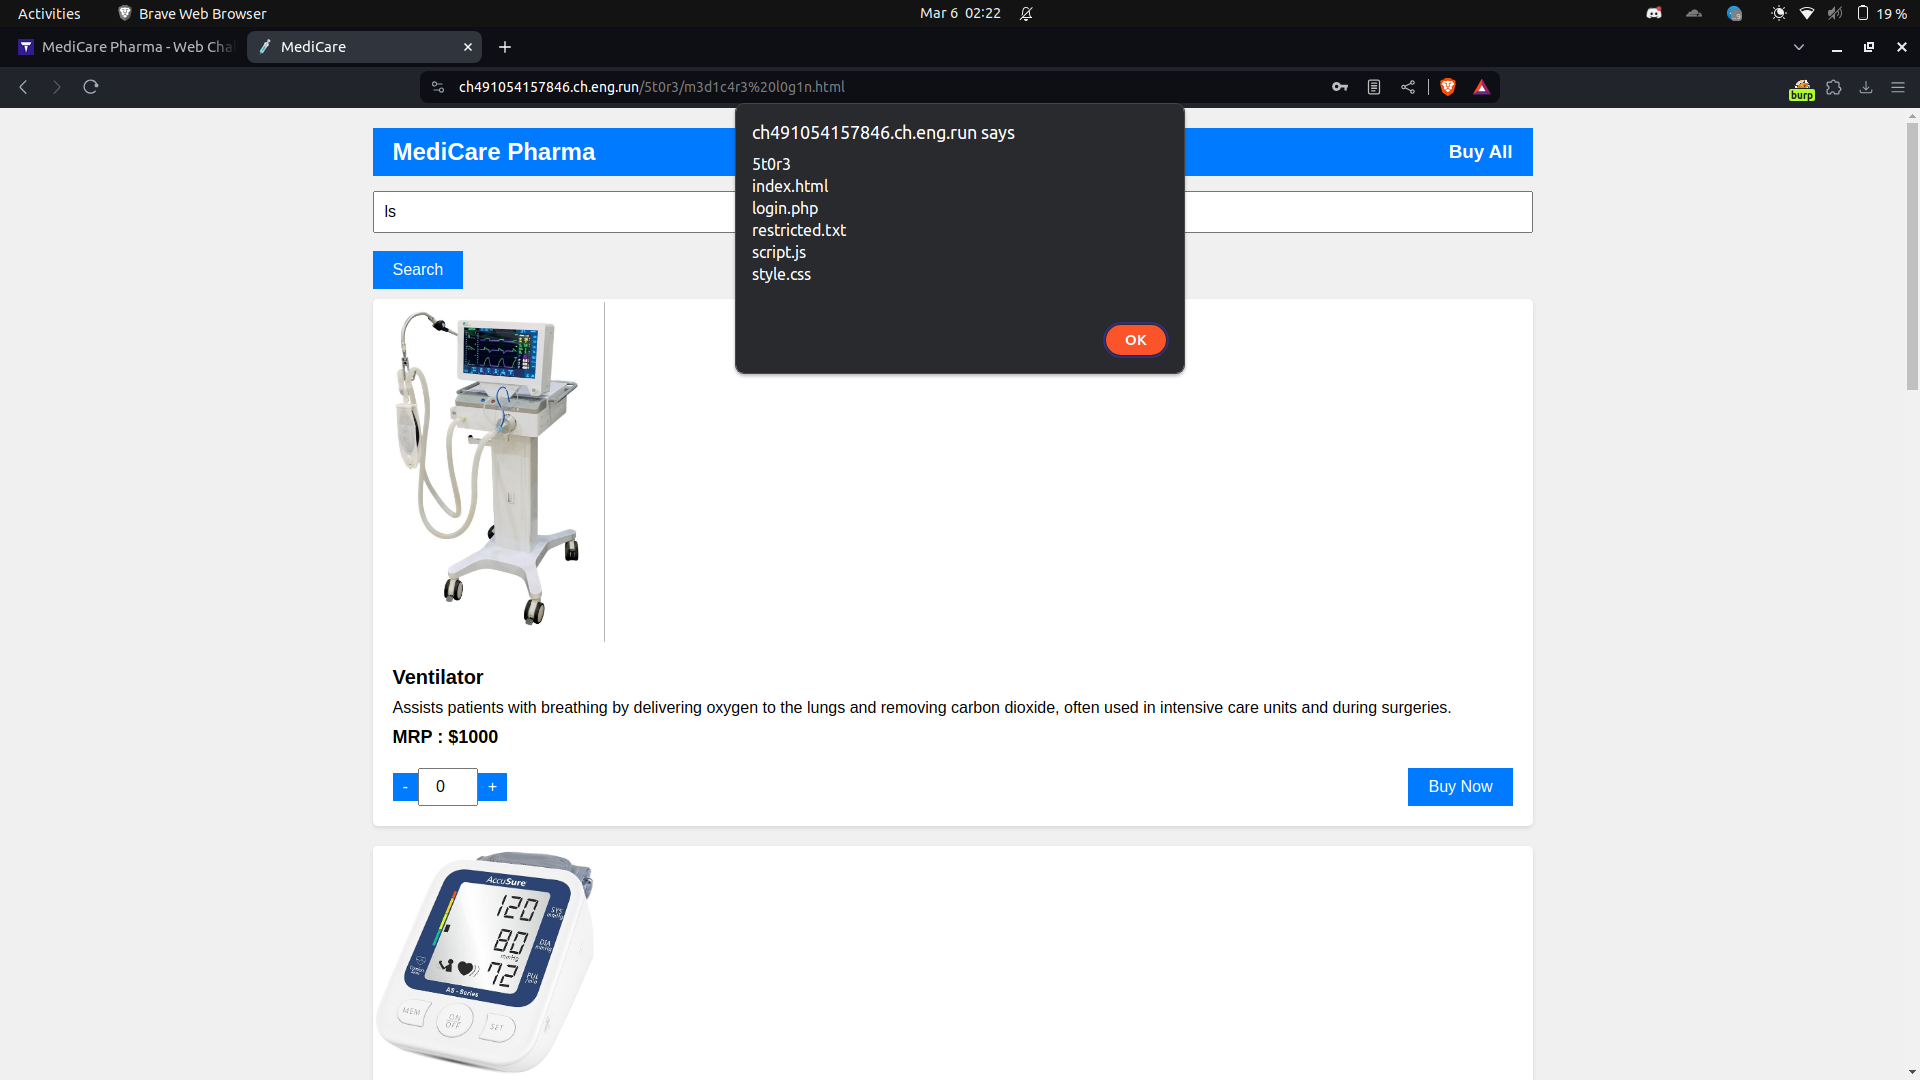 Activities
Brave Web Browser
Mar 6 02:22
19 %
MediCare Pharma - Web Cha
MediCare
ch491054157846.ch.eng.run/5t0r3/m3d1c4r3%20l0g1n.html
burp
ch491054157846.ch.eng.run says
5t0r3
index.html
login.php
restricted.txt
script.js
style.css
OK
MediCare Pharma
Buy All
ls
Search
Ventilator
Assists patients with breathing by delivering oxygen to the lungs and removing carbon dioxide, often used in intensive care units and during surgeries.
MRP : $1000
-
0
+
Buy Now
AccuSure
120
SYS
mmHg
80
DIA
mmHg
mmHg
72
PUL
/min
AS - Series
MEM
ON
OFF
SET